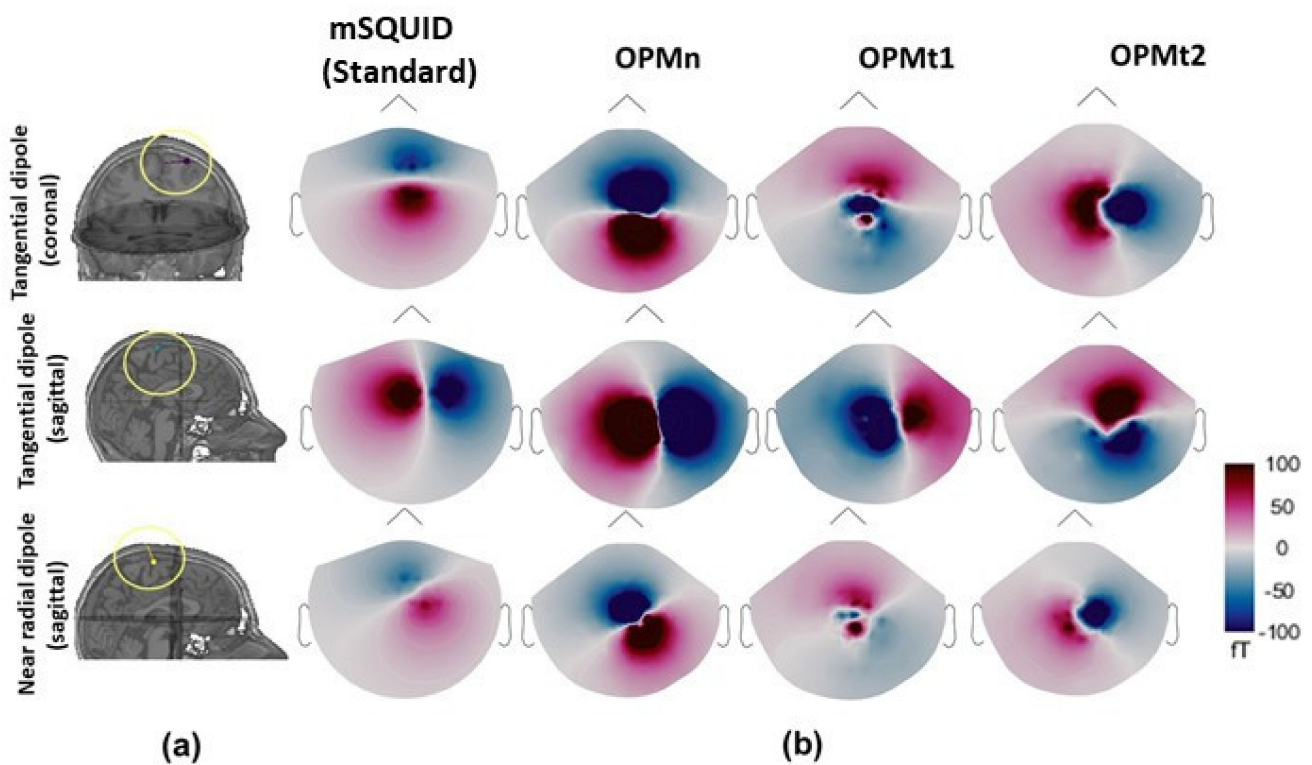 mSQUID
(Standard)
OPMn
OPMt1
OPMt2
Tangential dipole
(coronal)
Tangential dipole
(sagittal)
Near radial dipole
(sagittal)
100
50
0
-50
-100
fT
(a)
(b)